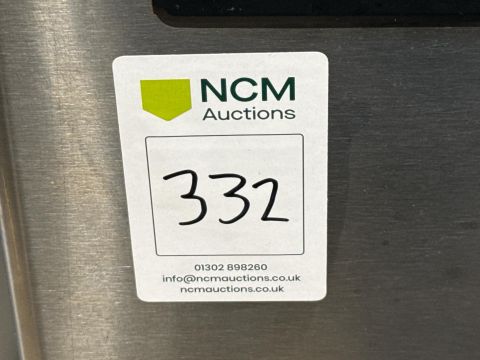 NCM
Auctions
332
01302 898260
info@ncmauctions.co.uk
ncmauctions.co.uk